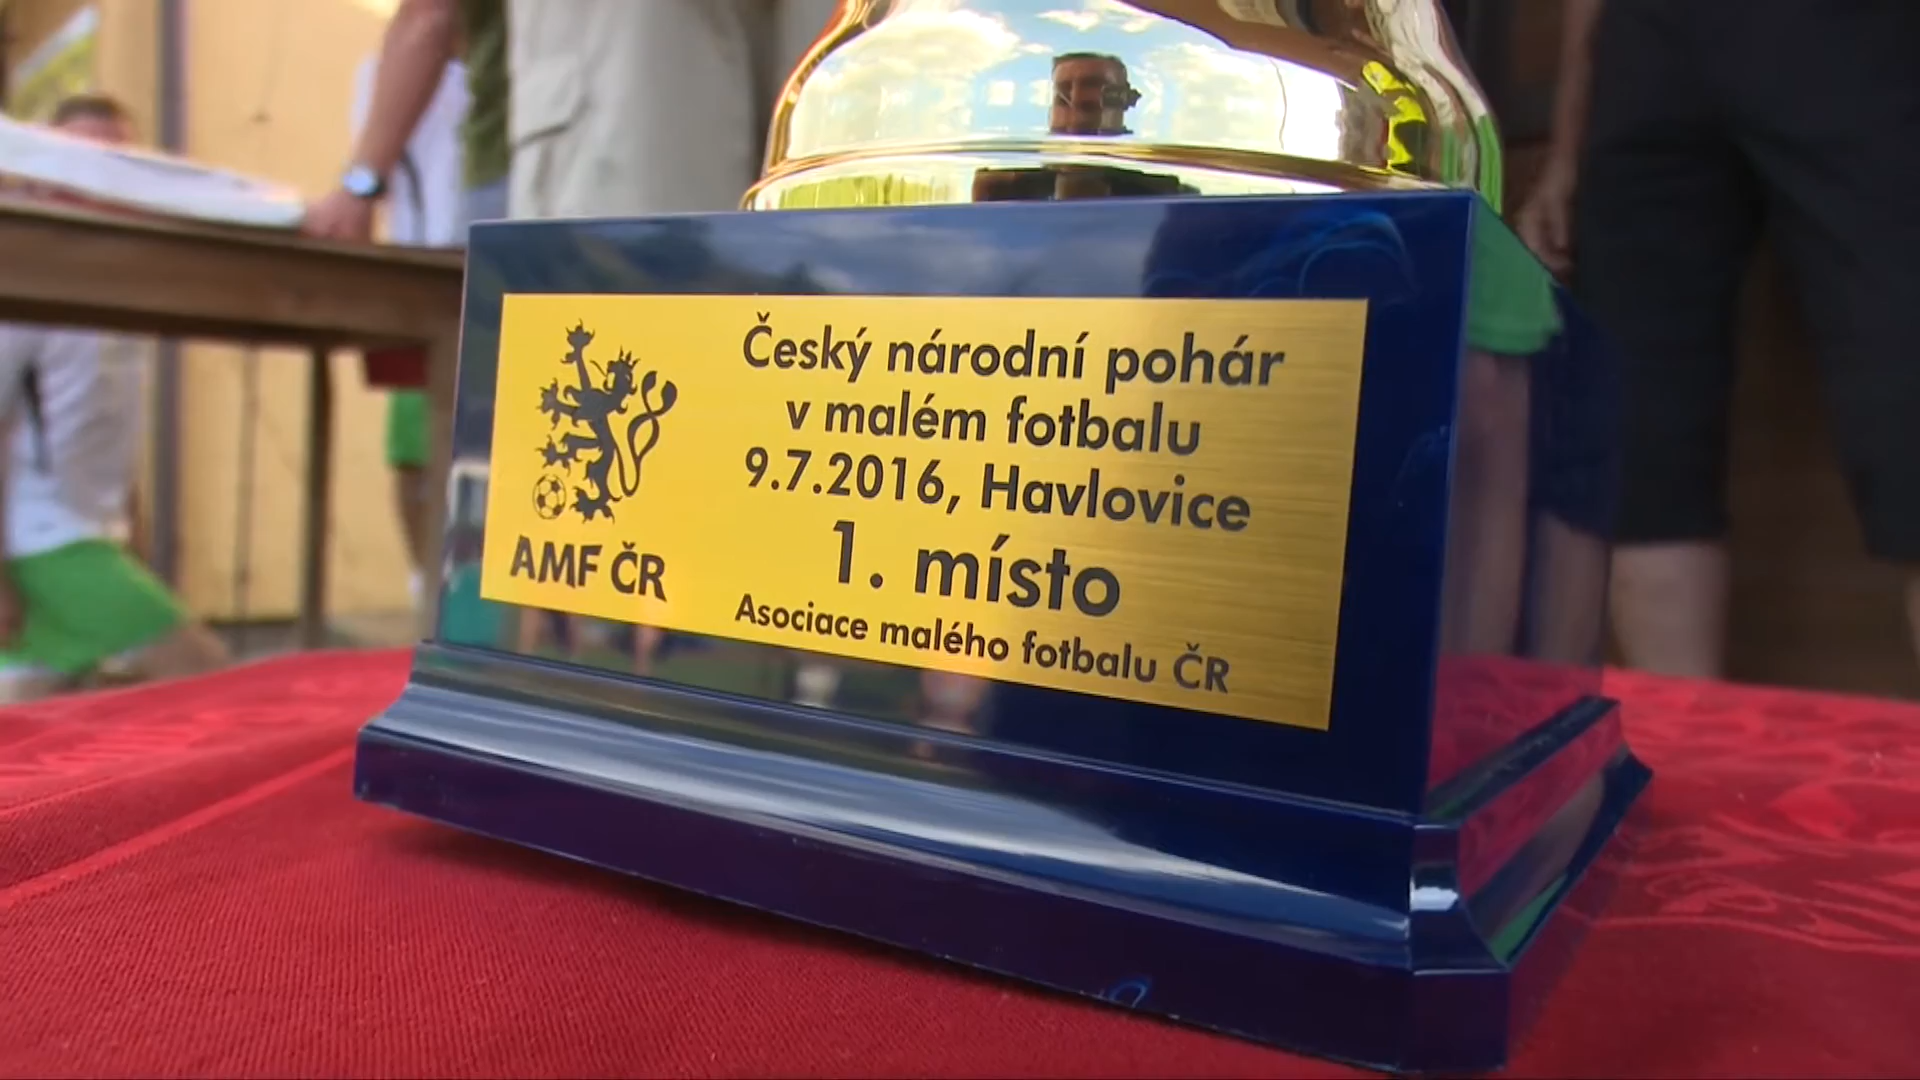 Český národní pohár
v malém fotbalu
9.7.2016, Havlovice
1. místo
Asociace malého fotbalu ČR
AMF ČR